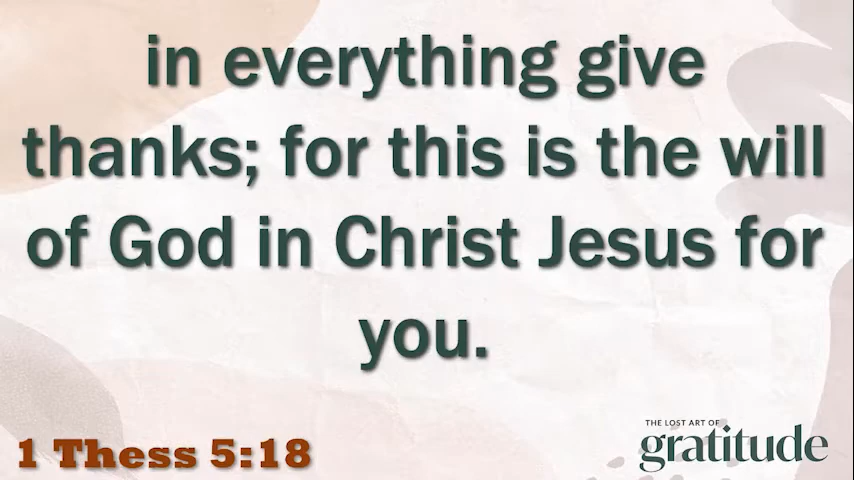 in everything give
thanks; for this is the will
of God in Christ Jesus for
you.
1 Thess 5:18
THE LOST ART OF
gratitude